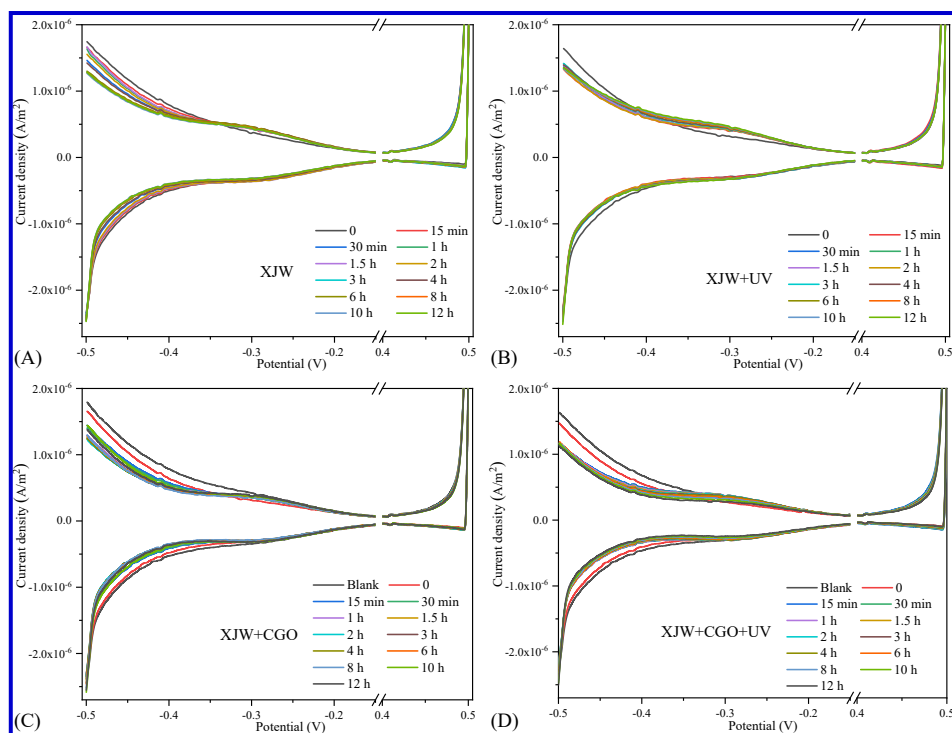 2.0x10⁻⁶
1.0x10⁻⁶
0.0
-1.0x10⁻⁶
-2.0x10⁻⁶
Current density (A/m²)
-0.5 -0.4 -0.3 -0.2 0.4 0.5
Potential (V)
0 15 min
30 min 1 h
1.5 h 2 h
3 h 4 h
6 h 8 h
10 h 12 h
XJW
(A)
2.0x10⁻⁶
1.0x10⁻⁶
0.0
-1.0x10⁻⁶
-2.0x10⁻⁶
Current density (A/m²)
-0.5 -0.4 -0.3 -0.2 0.4 0.5
Potential (V)
0 15 min
30 min 1 h
1.5 h 2 h
3 h 4 h
6 h 8 h
10 h 12 h
XJW+UV
(B)
2.0x10⁻⁶
1.0x10⁻⁶
0.0
-1.0x10⁻⁶
-2.0x10⁻⁶
Current density (A/m²)
-0.5 -0.4 -0.3 -0.2 0.4 0.5
Potential (V)
Blank 0
15 min 30 min
1 h 1.5 h
2 h 3 h
4 h 6 h
8 h 10 h
12 h
XJW+CGO
(C)
2.0x10⁻⁶
1.0x10⁻⁶
0.0
-1.0x10⁻⁶
-2.0x10⁻⁶
Current density (A/m²)
-0.5 -0.4 -0.3 -0.2 0.4 0.5
Potential (V)
Blank 0
15 min 30 min
1 h 1.5 h
2 h 3 h
4 h 6 h
8 h 10 h
12 h
XJW+CGO+UV
(D)